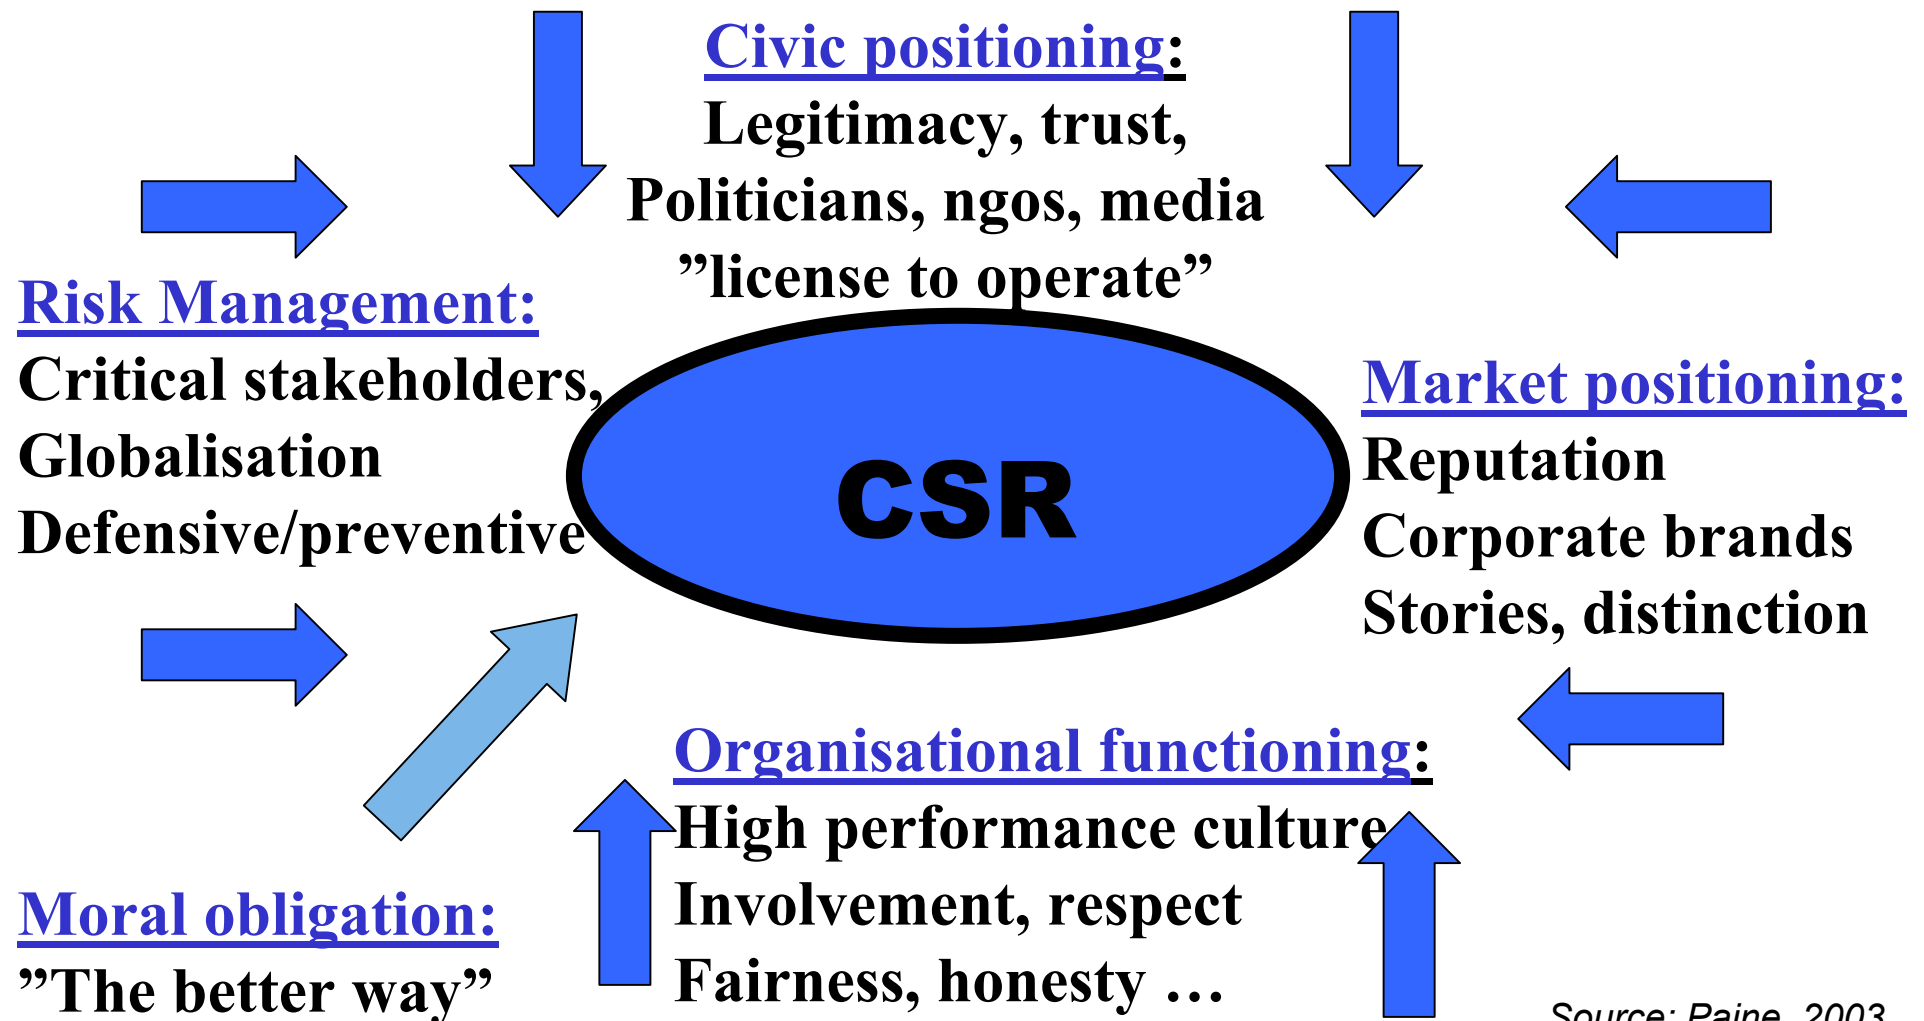 Civic positioning:
Legitimacy, trust,
Politicians, ngos, media
”license to operate”
Risk Management:
Critical stakeholders,
Globalisation
Defensive/preventive
CSR
Market positioning:
Reputation
Corporate brands
Stories, distinction
Organisational functioning:
High performance culture
Involvement, respect
Fairness, honesty …
Moral obligation:
”The better way”
Source: Paine, 2003